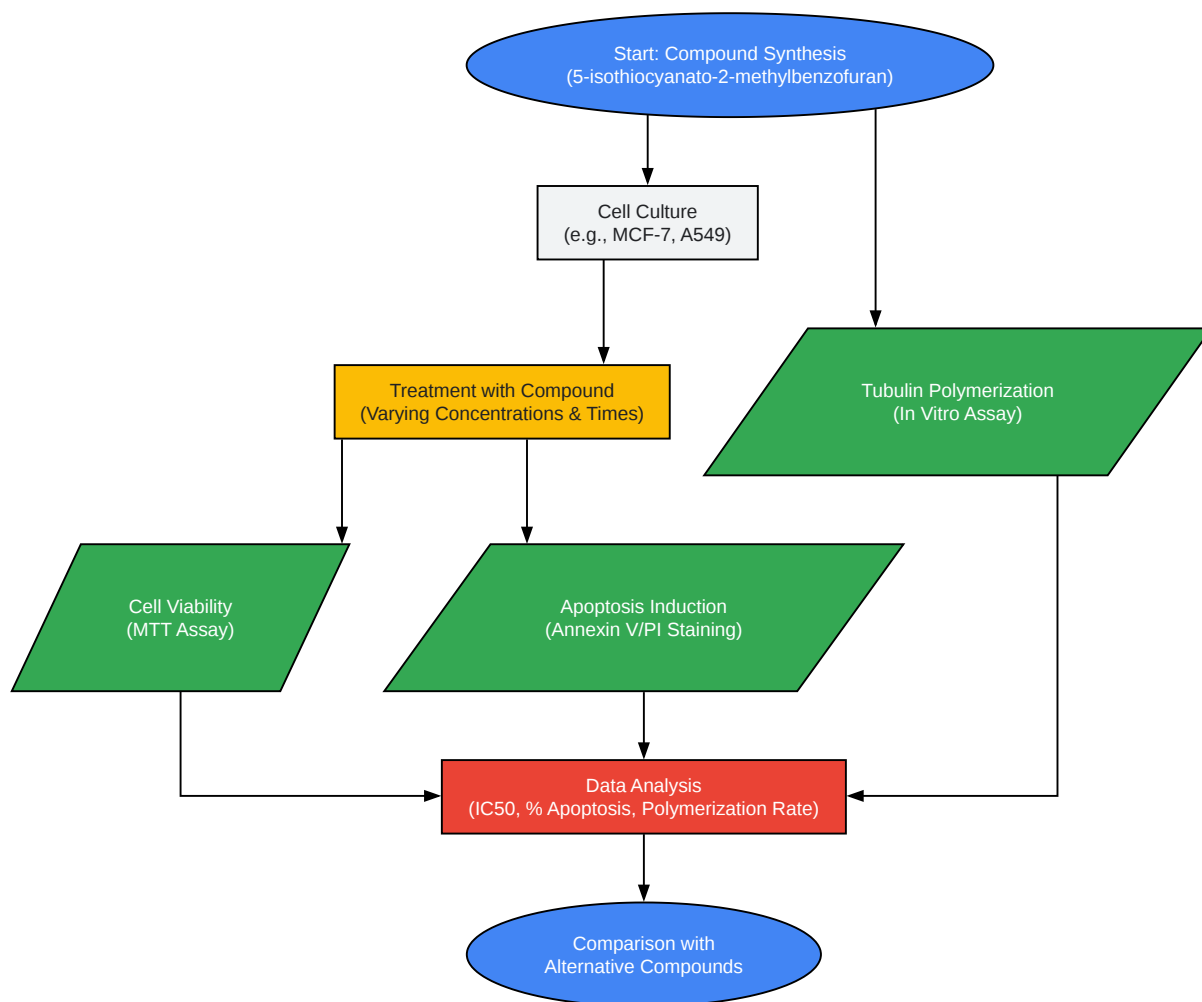 Start: Compound Synthesis
(5-isothiocyanato-2-methylbenzofuran)
Cell Culture
(e.g., MCF-7, A549)
Treatment with Compound
(Varying Concentrations & Times)
Tubulin Polymerization
(In Vitro Assay)
Cell Viability
(MTT Assay)
Apoptosis Induction
(Annexin V/PI Staining)
Data Analysis
(IC50, % Apoptosis, Polymerization Rate)
Comparison with
Alternative Compounds